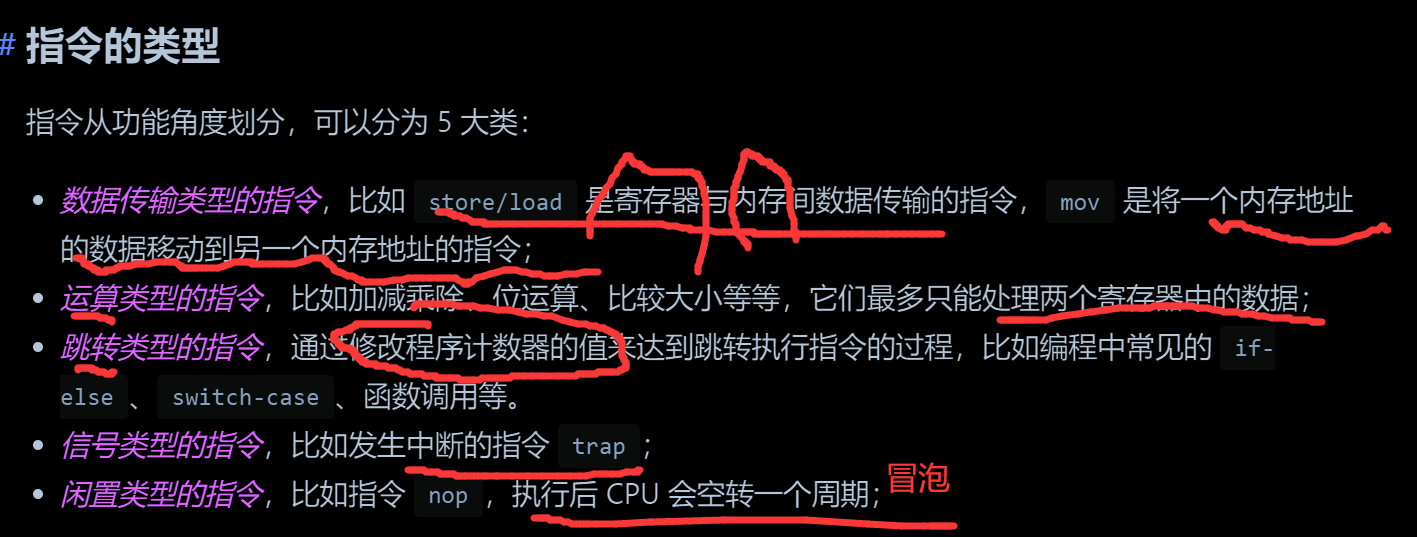 # 指令的类型
指令从功能角度划分，可以分为 5 大类：
数据传输类型的指令，比如 store/load 是寄存器与内存间数据传输的指令，mov 是将一个内存地址
的数据移动到另一个内存地址的指令；
运算类型的指令，比如加减乘除、位运算、比较大小等等，它们最多只能处理两个寄存器中的数据；
跳转类型的指令，通过修改程序计数器的值来达到跳转执行指令的过程，比如编程中常见的 if-
else、switch-case、函数调用等。
信号类型的指令，比如发生中断的指令 trap；
闲置类型的指令，比如指令 nop，执行后 CPU 会空转一个周期；冒泡